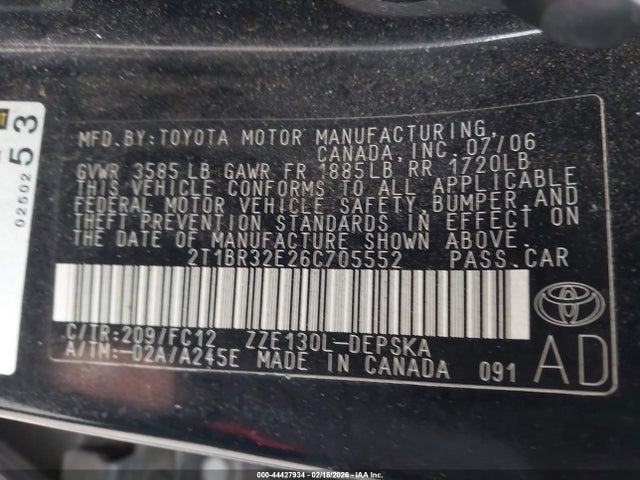 MFD.BY:TOYOTA MOTOR MANUFACTURING,
CANADA,INC. 07/06
GVWR 3585LB GAWR FR 1885LB RR 1720LB
THIS VEHICLE CONFORMS TO ALL APPLICABLE
FEDERAL MOTOR VEHICLE SAFETY,BUMPER,AND
THEFT PREVENTION STANDARDS IN EFFECT ON
THE DATE OF MANUFACTURE SHOWN ABOVE.
2T1BR32E26C705552 PASS.CAR
C/TR:209/FC12 ZZE130L-DEPSKA
A/TM:-02A/A245E MADE IN CANADA 091
AD
0250253
00-44427934 | 02/18/2026 - IAA Inc.